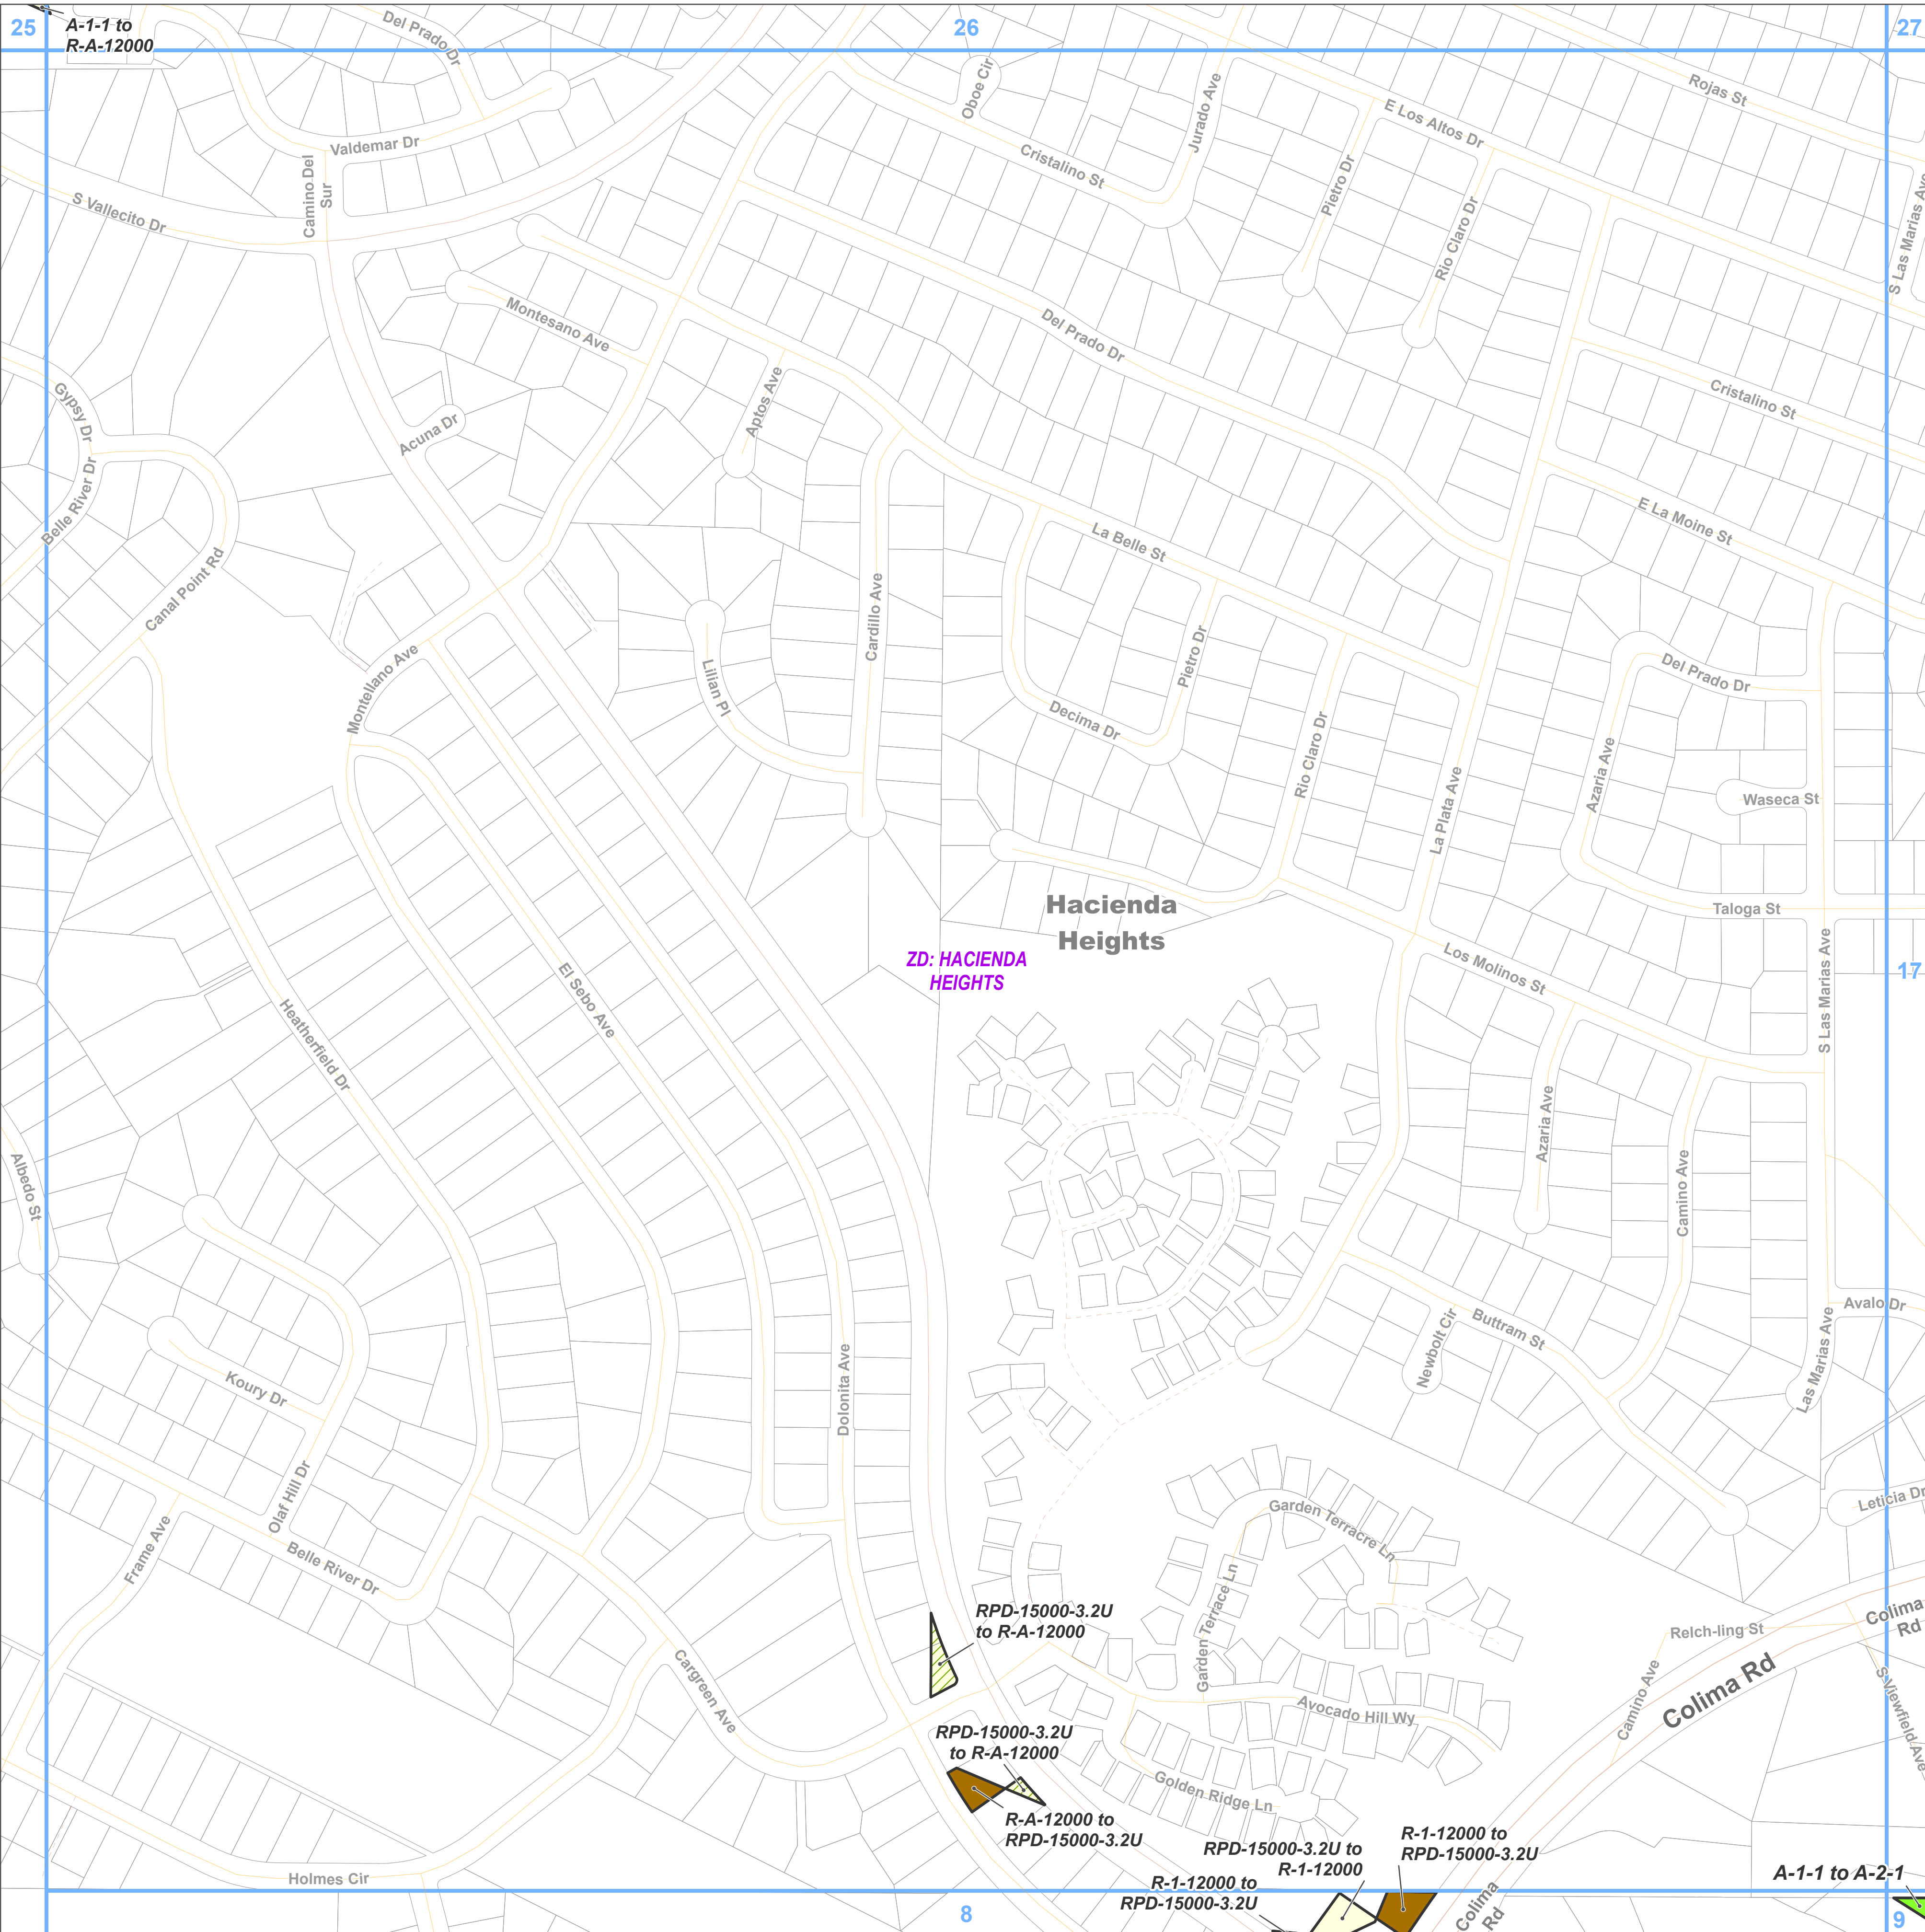 25
A-1-1 to
R-A-12000
Del Prado Dr
26
27
Oboe Cir
Jurado Ave
E Los Altos Dr
Rojas St
Valdemar Dr
Camino Del
Sur
S Vallecito Dr
Cristalino St
Pietro Dr
Rio Claro Dr
S Las Marias Ave
Montesano Ave
Del Prado Dr
Gypsy Dr
Acuna Dr
Aptos Ave
Cristalino St
Belle River Dr
Canal Point Rd
La Belle St
E La Moine St
Cardillo Ave
Lilian Pl
Montellano Ave
Decima Dr
Pietro Dr
Rio Claro Dr
Del Prado Dr
Azaria Ave
Waseca St
La Plata Ave
Hacienda
Heights
Taloga St
ZD: HACIENDA
HEIGHTS
Los Molinos St
S Las Marias Ave
17
El Sebo Ave
Heatherfield Dr
Azaria Ave
Camino Ave
Albedo St
Avalo Dr
Koury Dr
Dolonita Ave
Newbolt Cir
Buttram St
Las Marias Ave
Olaf Hill Dr
Frame Ave
Belle River Dr
Garden Terracre Ln
Leticia Dr
Garden Terrace Ln
RPD-15000-3.2U
to R-A-12000
Relch-ling St
Colima
Rd
Cargreen Ave
Avocado Hill Wy
Camino Ave
Colima Rd
S Viewfield Ave
RPD-15000-3.2U
to R-A-12000
Golden Ridge Ln
R-A-12000 to
RPD-15000-3.2U
RPD-15000-3.2U to
R-1-12000
R-1-12000 to
RPD-15000-3.2U
R-1-12000 to
RPD-15000-3.2U
A-1-1 to A-2-1
Holmes Cir
8
Colima
Rd
9